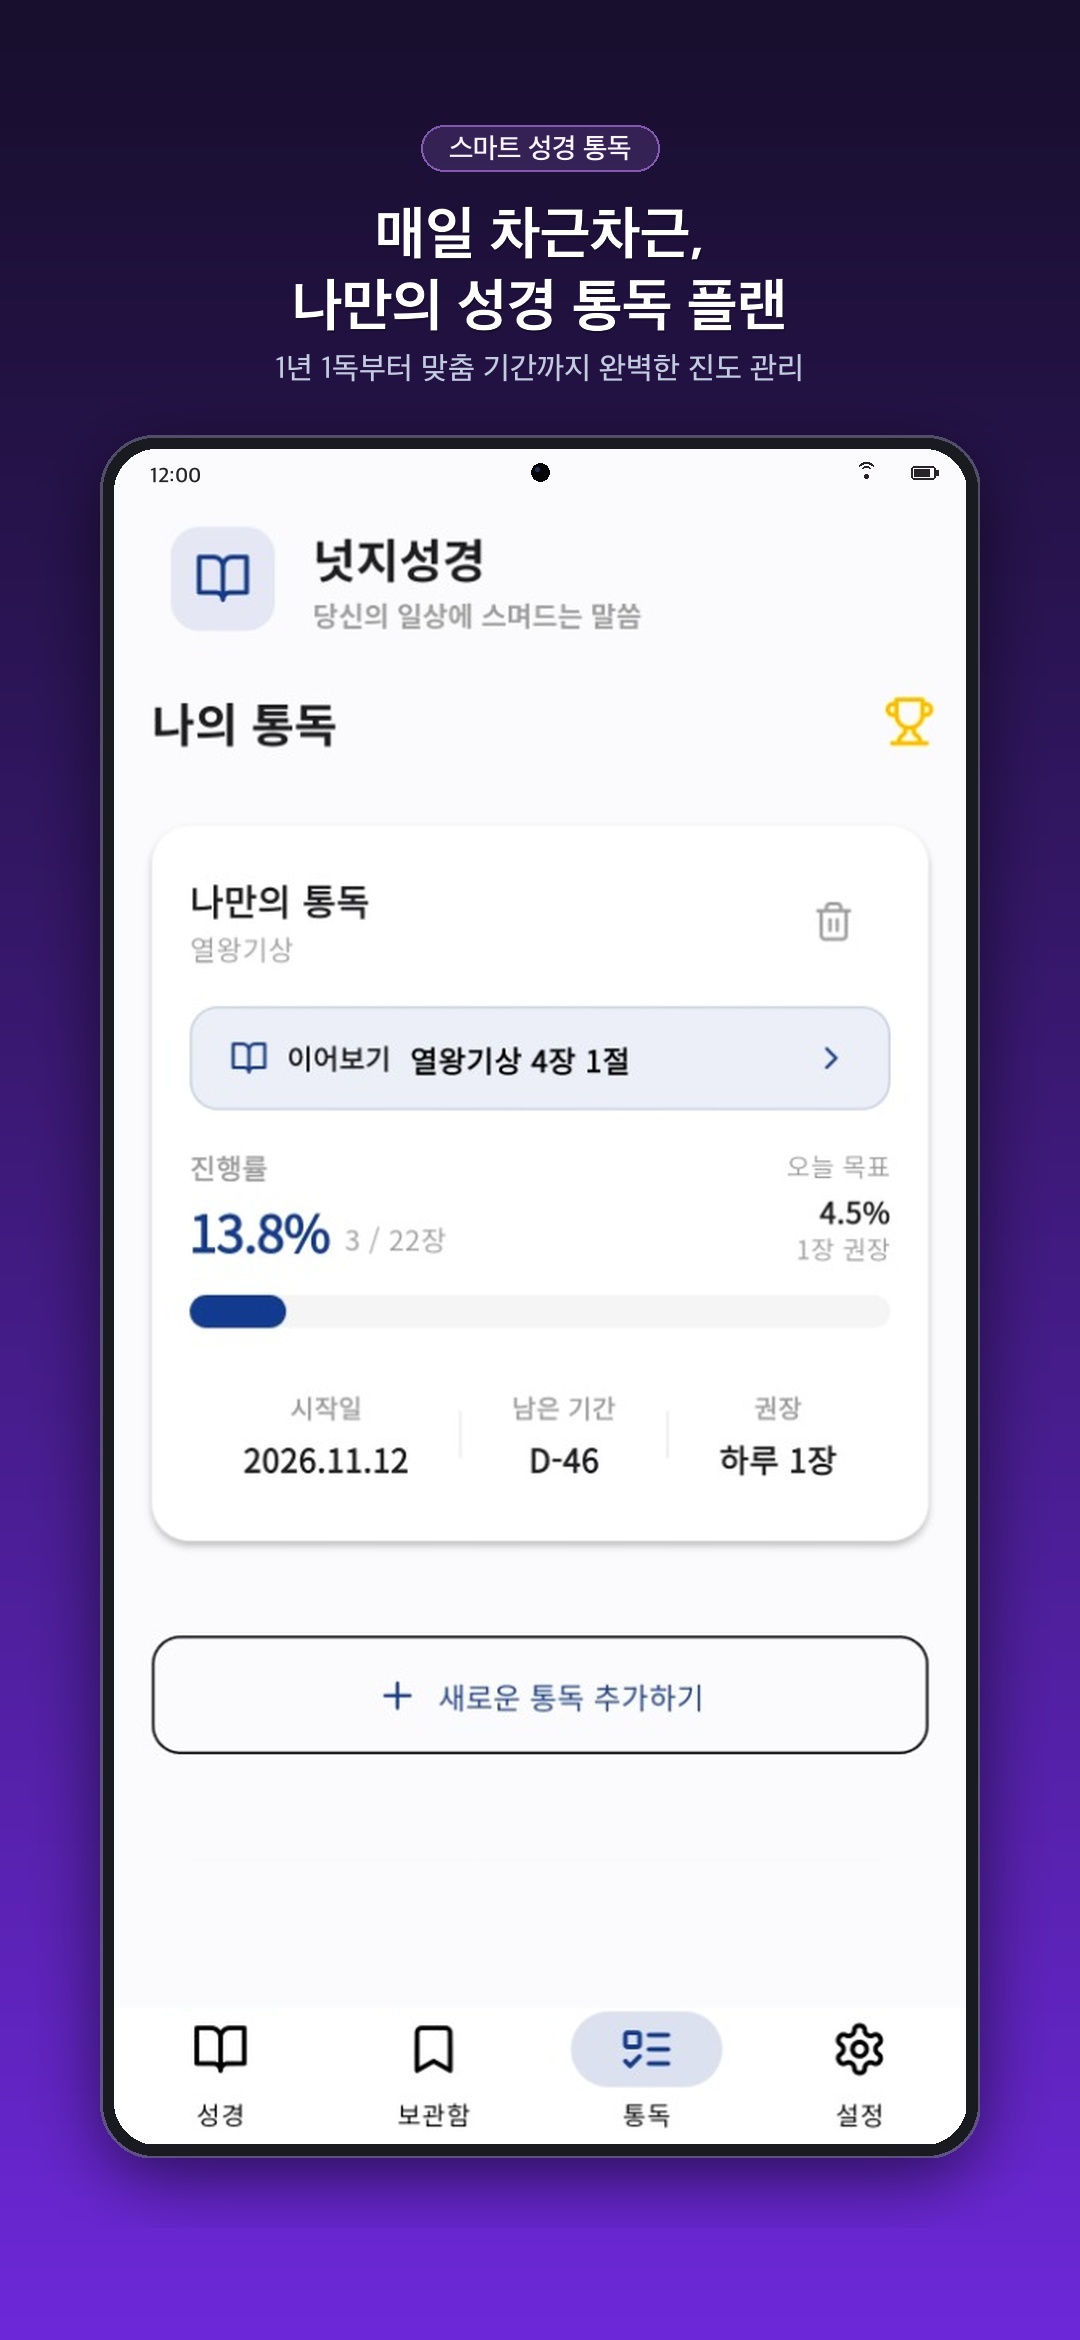 스마트 성경 통독
매일 차근차근,
나만의 성경 통독 플랜
1년 1독부터 맞춤 기간까지 완벽한 진도 관리
12:00
넛지성경
당신의 일상에 스며드는 말씀
나의 통독
나만의 통독
열왕기상
이어보기 열왕기상 4장 1절
진행률 오늘 목표
13.8% 3 / 22장 4.5%
1장 권장
시작일 남은 기간 권장
2026.11.12 D-46 하루 1장
+ 새로운 통독 추가하기
성경 보관함 통독 설정